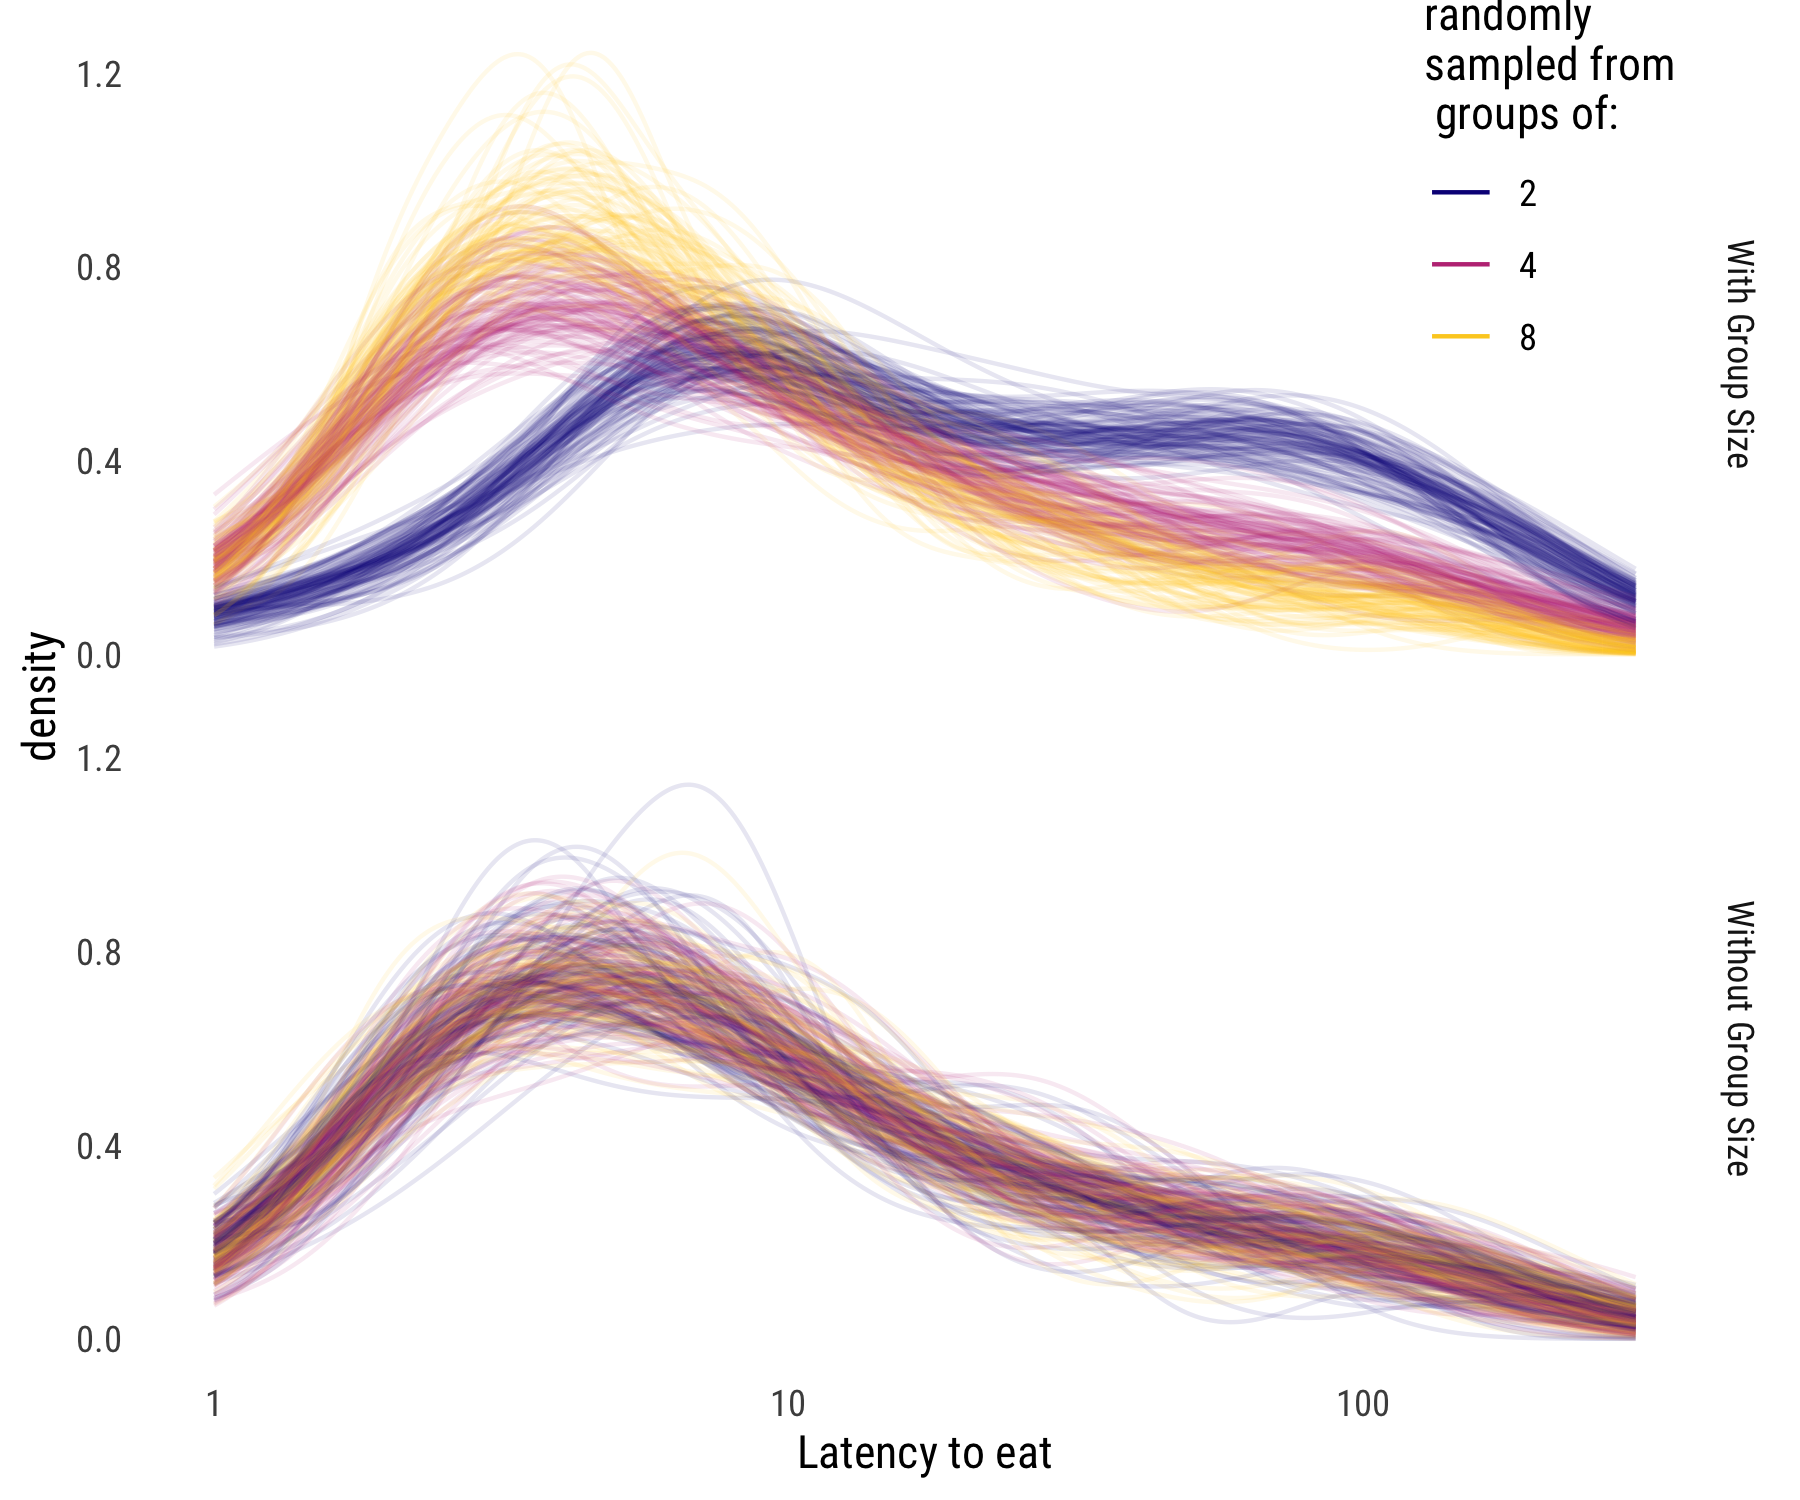 randomly
sampled from
groups of:
2
4
8
With Group Size
1.2
0.8
0.4
0.0
density
1.2
0.8
0.4
0.0
Without Group Size
1
10
100
Latency to eat